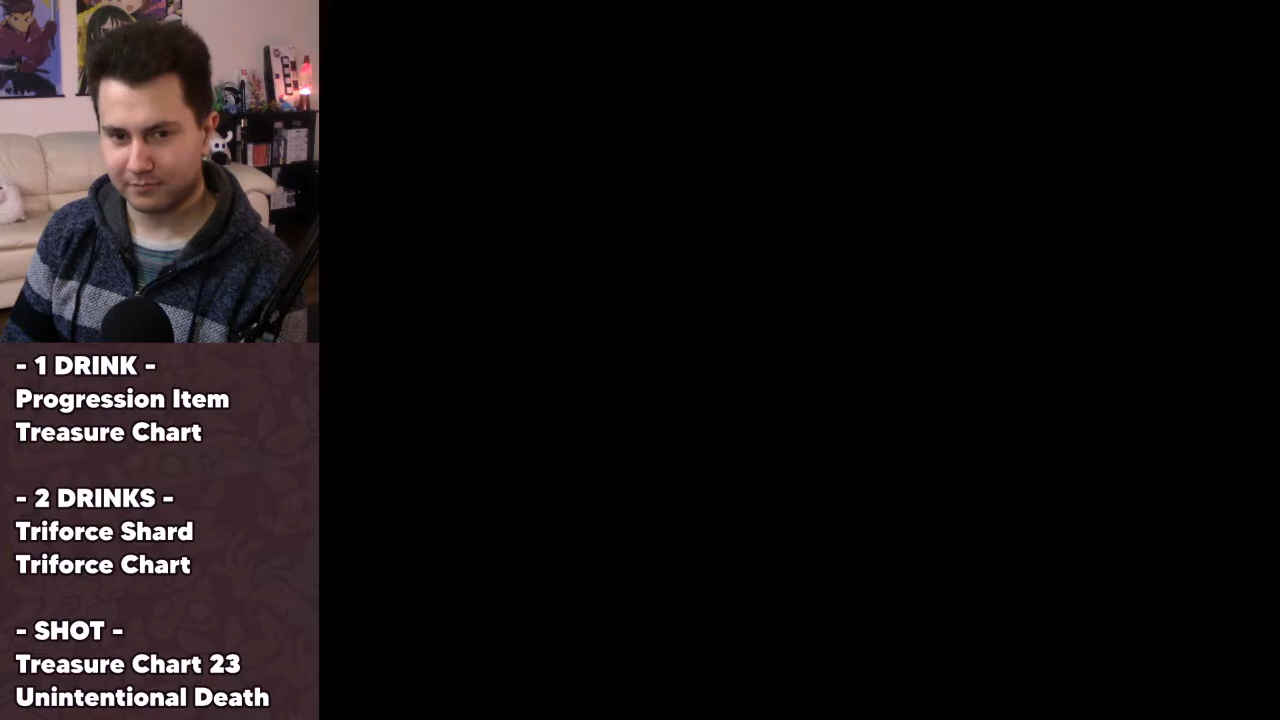 - 1 DRINK -
Progression Item
Treasure Chart
- 2 DRINKS -
Triforce Shard
Triforce Chart
- SHOT -
Treasure Chart 23
Unintentional Death